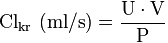 Cl_kr (ml/s) = U · V / P